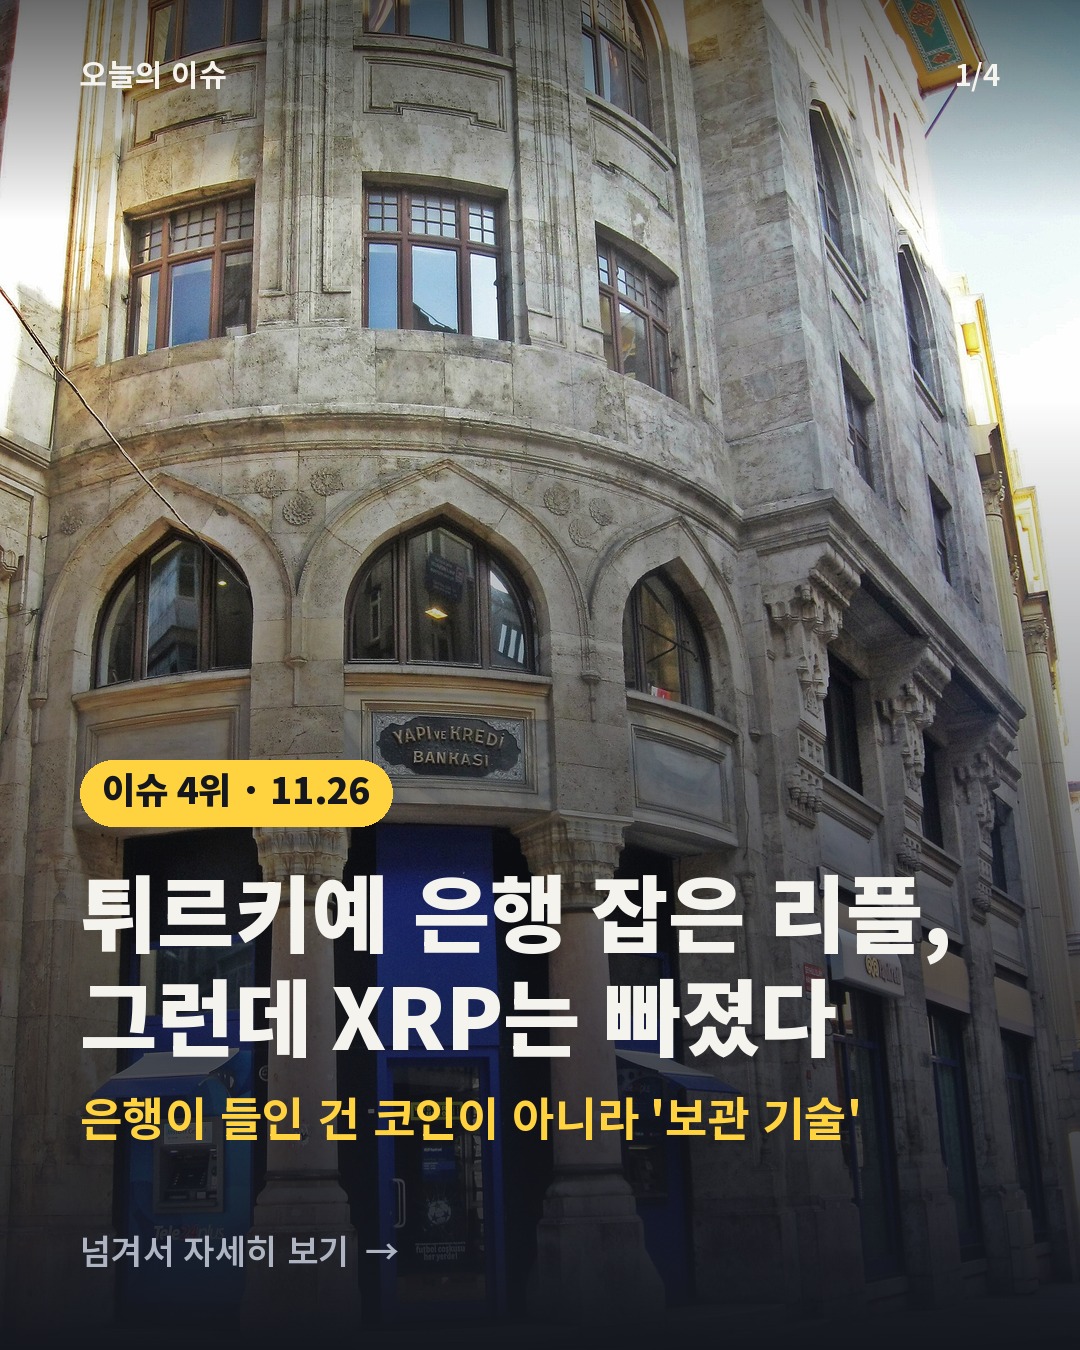 오늘의 이슈
1/4
YAPI VE KREDİ
BANKASI
이슈 4위 · 11.26
튀르키예 은행 잡은 리플,
그런데 XRP는 빠졌다
은행이 들인 건 코인이 아니라 '보관 기술'
넘겨서 자세히 보기 →